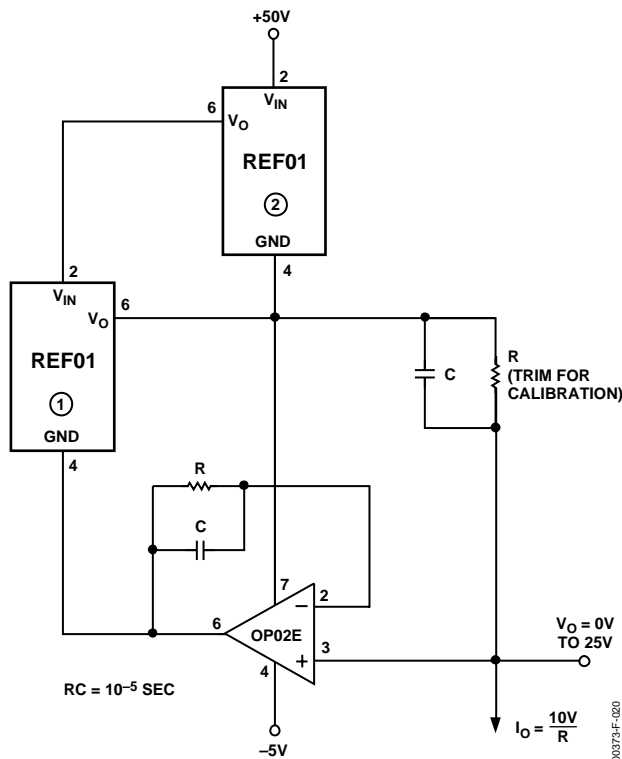 +50V
2
6
V_IN
V_O
REF01
2
GND
4
2
V_IN
6
V_O
REF01
1
GND
4
C
R
(TRIM FOR
CALIBRATION)
R
C
7
2
–
6
OP02E
3
+
4
V_O = 0V
TO 25V
RC = 10^–5 SEC
–5V
I_O = 10V
R
00373-F-020